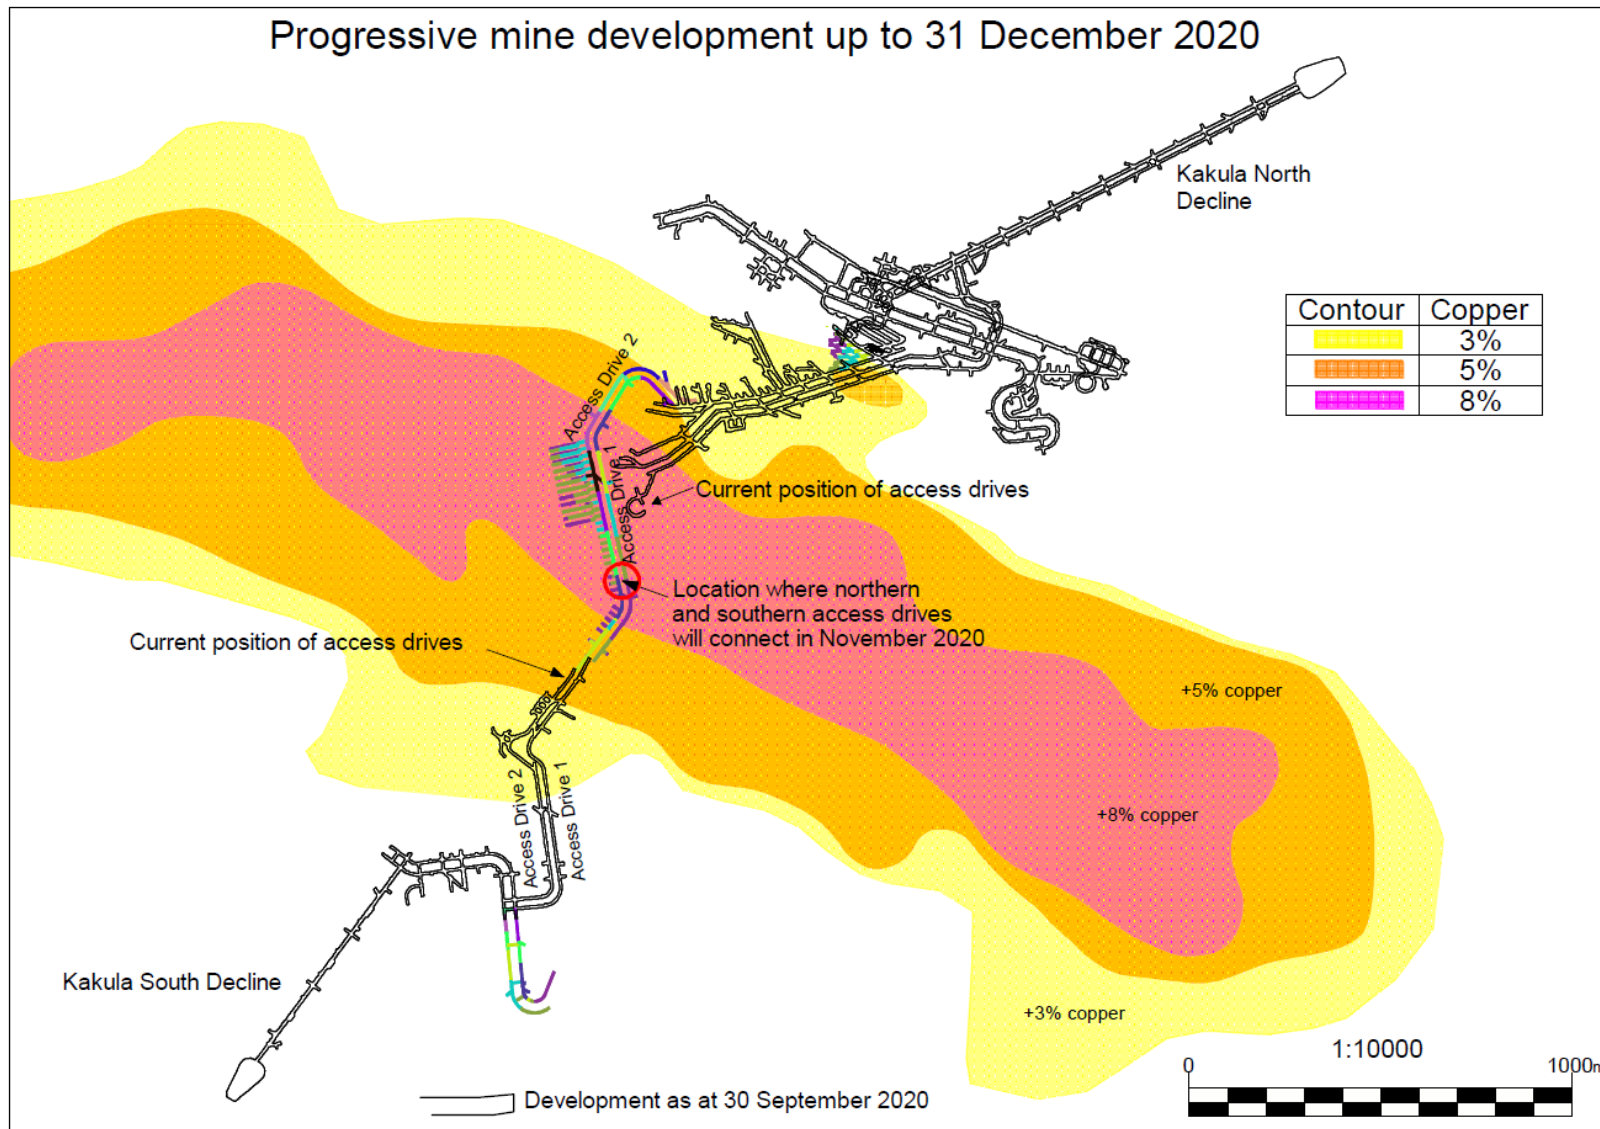 Progressive mine development up to 31 December 2020
Kakula North
Decline
Contour Copper
3%
5%
8%
Access Drive 2
Access Drive 1
Current position of access drives
Location where northern
and southern access drives
will connect in November 2020
Current position of access drives
+5% copper
Access Drive 2
Access Drive 1
+8% copper
Kakula South Decline
+3% copper
1:10000
0 1000m
Development as at 30 September 2020